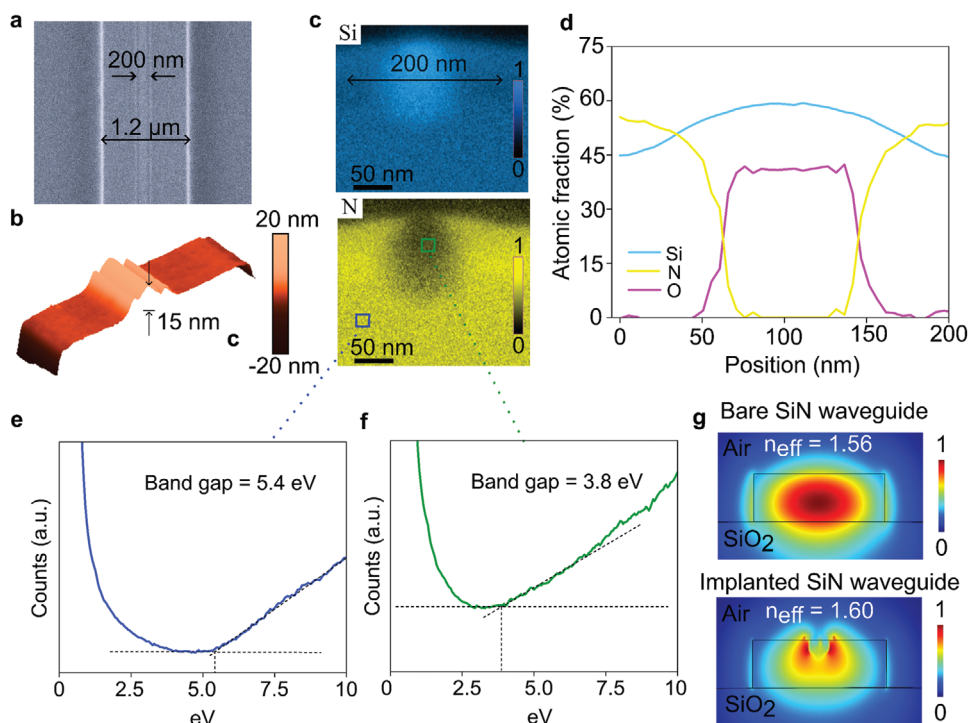 a
200 nm
1.2 µm
b
20 nm
15 nm
c
-20 nm
c
Si
200 nm
1
0
50 nm
N
1
0
50 nm
d
Atomic fraction (%)
60
45
30
15
0
Si
N
O
0 50 100 150 200
Position (nm)
e
Band gap = 5.4 eV
Counts (a.u.)
0 2.5 5.0 7.5 10
eV
f
Band gap = 3.8 eV
Counts (a.u.)
0 2.5 5.0 7.5 10
eV
g
Bare SiN waveguide
Air
neff = 1.56
SiO2
1
0
Implanted SiN waveguide
Air
neff = 1.60
SiO2
1
0